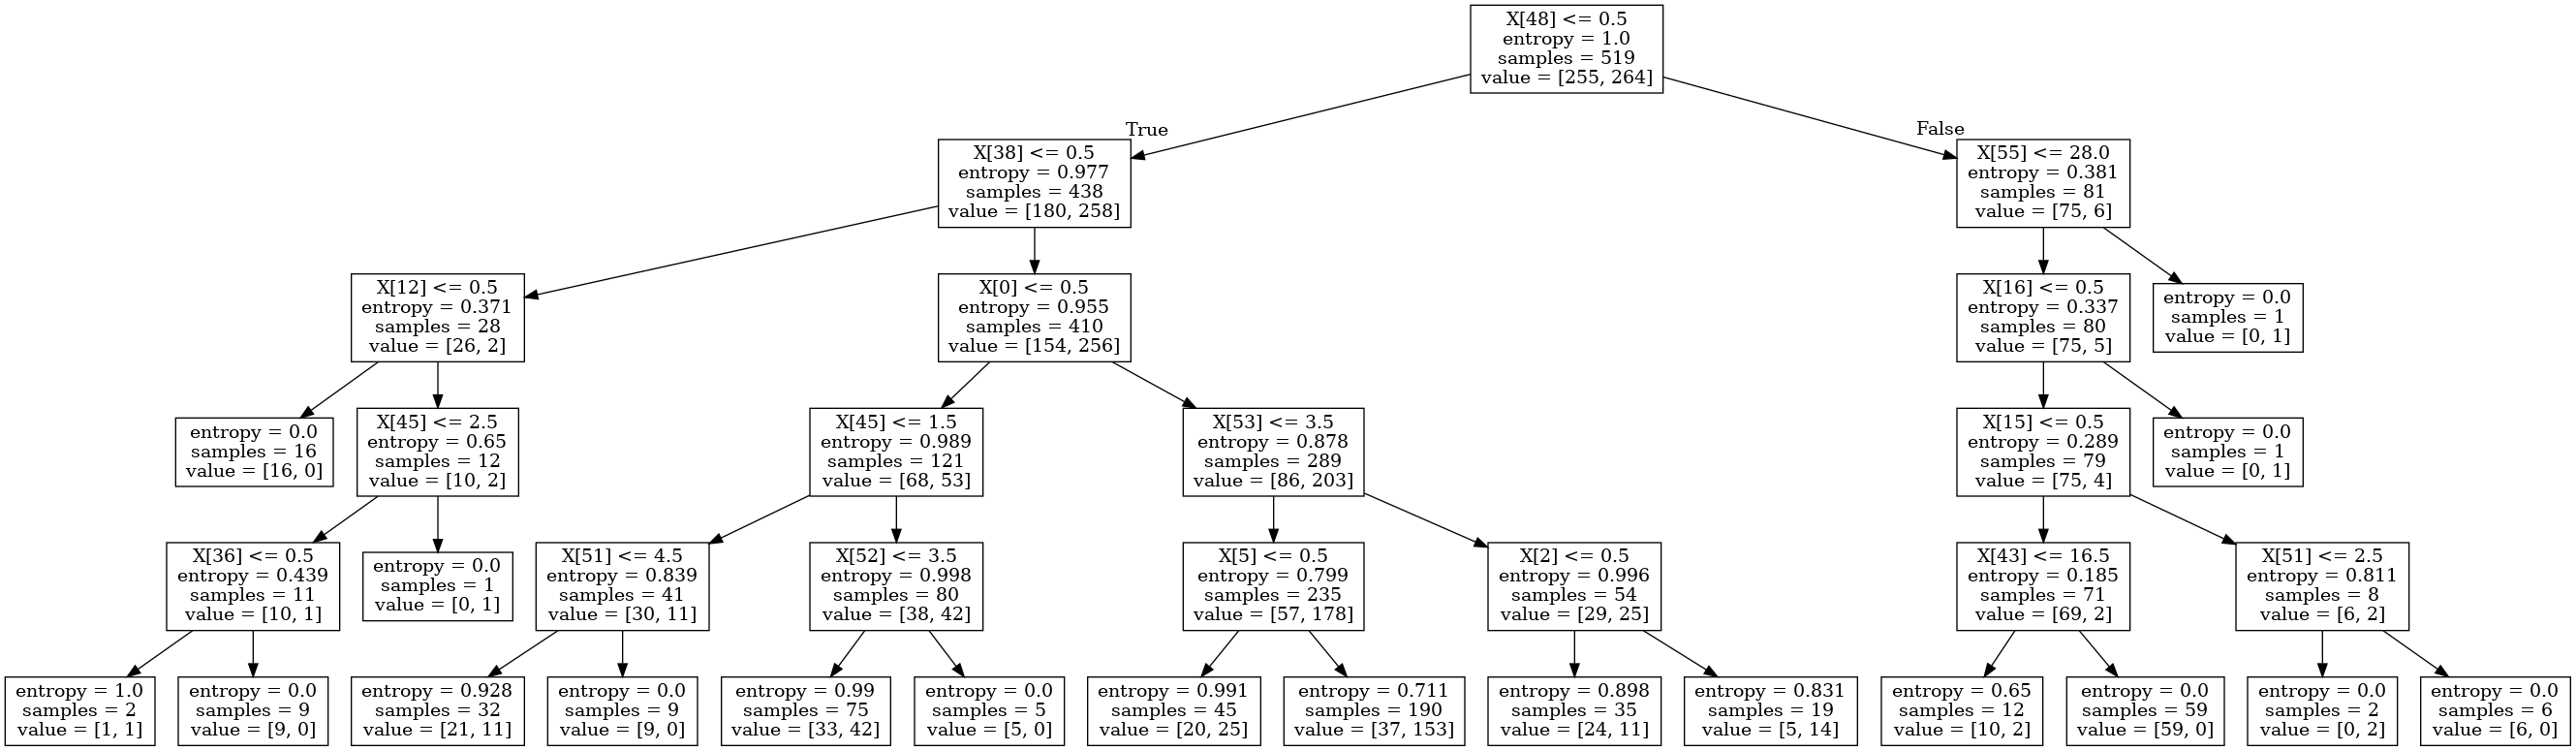 X[48] <= 0.5
entropy = 1.0
samples = 519
value = [255, 264]
True
False
X[38] <= 0.5
entropy = 0.977
samples = 438
value = [180, 258]
X[55] <= 28.0
entropy = 0.381
samples = 81
value = [75, 6]
X[12] <= 0.5
entropy = 0.371
samples = 28
value = [26, 2]
X[0] <= 0.5
entropy = 0.955
samples = 410
value = [154, 256]
X[16] <= 0.5
entropy = 0.337
samples = 80
value = [75, 5]
entropy = 0.0
samples = 1
value = [0, 1]
entropy = 0.0
samples = 16
value = [16, 0]
X[45] <= 2.5
entropy = 0.65
samples = 12
value = [10, 2]
X[45] <= 1.5
entropy = 0.989
samples = 121
value = [68, 53]
X[53] <= 3.5
entropy = 0.878
samples = 289
value = [86, 203]
X[15] <= 0.5
entropy = 0.289
samples = 79
value = [75, 4]
entropy = 0.0
samples = 1
value = [0, 1]
X[36] <= 0.5
entropy = 0.439
samples = 11
value = [10, 1]
entropy = 0.0
samples = 1
value = [0, 1]
X[51] <= 4.5
entropy = 0.839
samples = 41
value = [30, 11]
X[52] <= 3.5
entropy = 0.998
samples = 80
value = [38, 42]
X[5] <= 0.5
entropy = 0.799
samples = 235
value = [57, 178]
X[2] <= 0.5
entropy = 0.996
samples = 54
value = [29, 25]
X[43] <= 16.5
entropy = 0.185
samples = 71
value = [69, 2]
X[51] <= 2.5
entropy = 0.811
samples = 8
value = [6, 2]
entropy = 1.0
samples = 2
value = [1, 1]
entropy = 0.0
samples = 9
value = [9, 0]
entropy = 0.928
samples = 32
value = [21, 11]
entropy = 0.0
samples = 9
value = [9, 0]
entropy = 0.99
samples = 75
value = [33, 42]
entropy = 0.0
samples = 5
value = [5, 0]
entropy = 0.991
samples = 45
value = [20, 25]
entropy = 0.711
samples = 190
value = [37, 153]
entropy = 0.898
samples = 35
value = [24, 11]
entropy = 0.831
samples = 19
value = [5, 14]
entropy = 0.65
samples = 12
value = [10, 2]
entropy = 0.0
samples = 59
value = [59, 0]
entropy = 0.0
samples = 2
value = [0, 2]
entropy = 0.0
samples = 6
value = [6, 0]